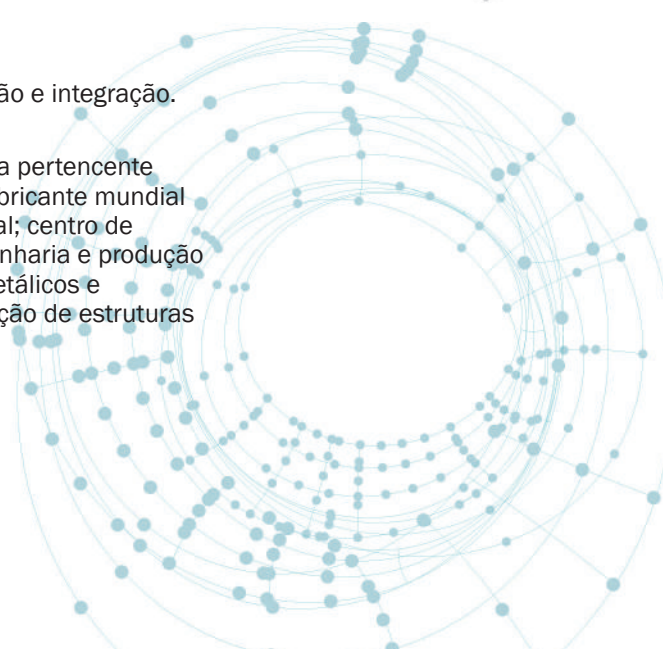 ão e integração.
a pertencente
bricante mundial
al; centro de
nharia e produção
etálicos e
ção de estruturas